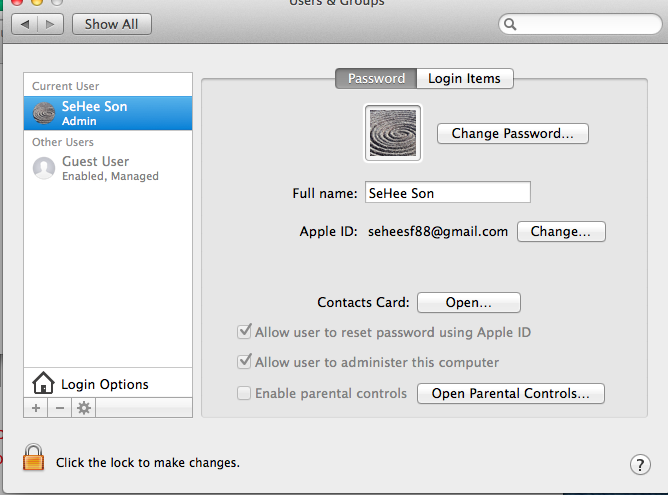 Users & Groups
Show All
Current User
SeHee Son
Admin
Other Users
Guest User
Enabled, Managed
Login Options
Password
Login Items
Change Password...
Full name: SeHee Son
Apple ID: seheesf88@gmail.com Change...
Contacts Card: Open...
Allow user to reset password using Apple ID
Allow user to administer this computer
Enable parental controls Open Parental Controls...
Click the lock to make changes.
?